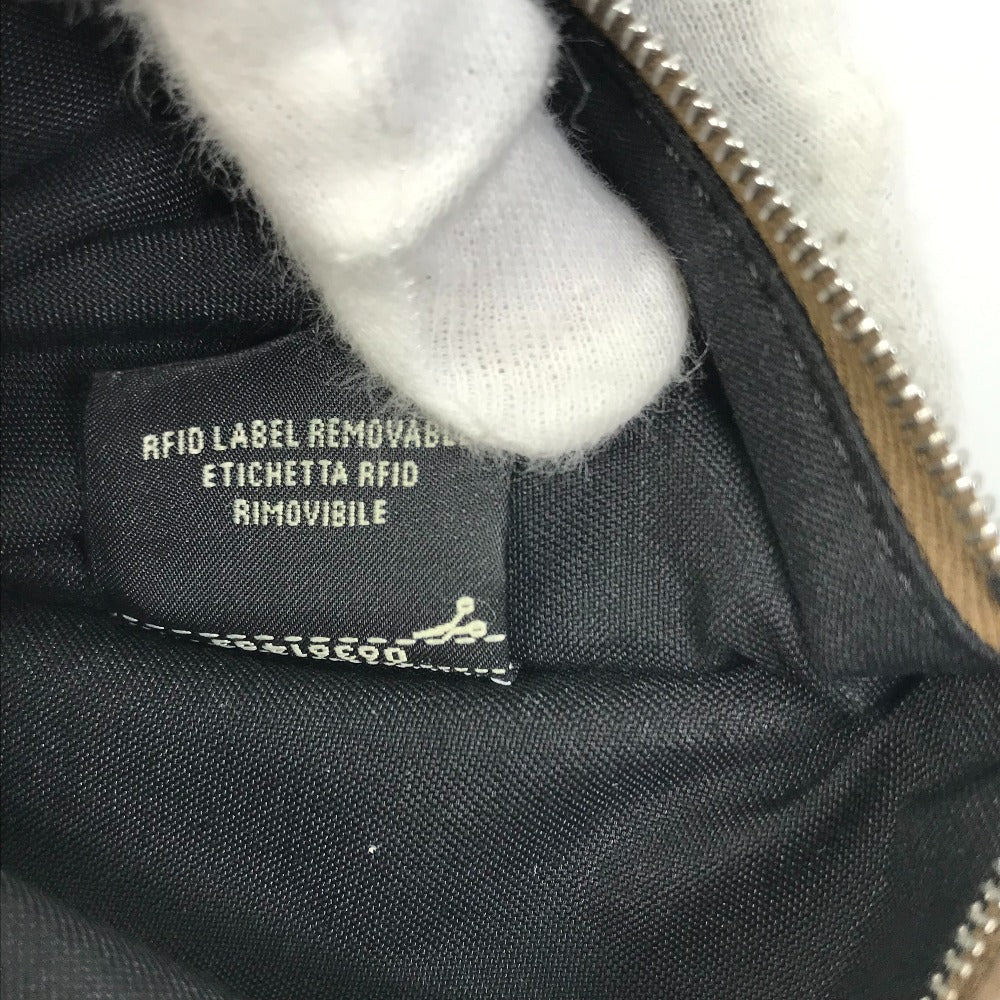 RFID LABEL REMOVABLE
ETICHETTA RFID
RIMOVIBILE